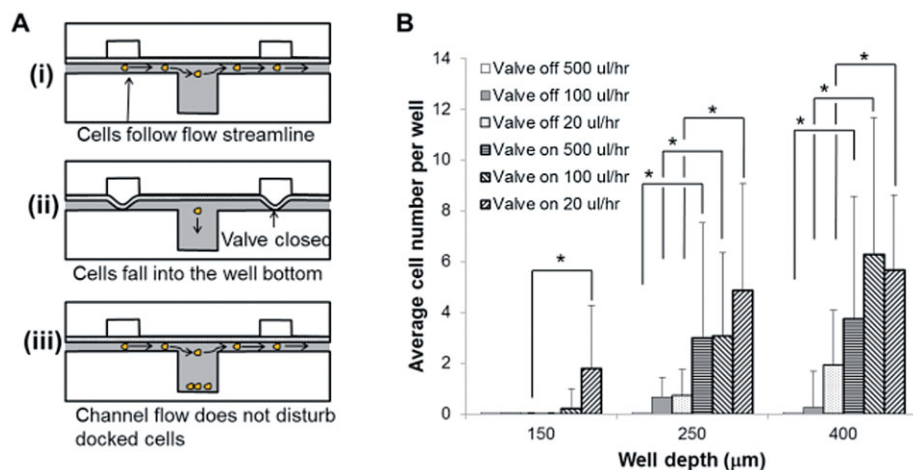 A
(i)
Cells follow flow streamline
(ii)
Valve closed
Cells fall into the well bottom
(iii)
Channel flow does not disturb
docked cells
B
Average cell number per well
14
12
10
8
6
4
2
0
Valve off 500 ul/hr
Valve off 100 ul/hr
Valve off 20 ul/hr
Valve on 500 ul/hr
Valve on 100 ul/hr
Valve on 20 ul/hr
*
*
*
*
*
*
*
150
250
400
Well depth (µm)